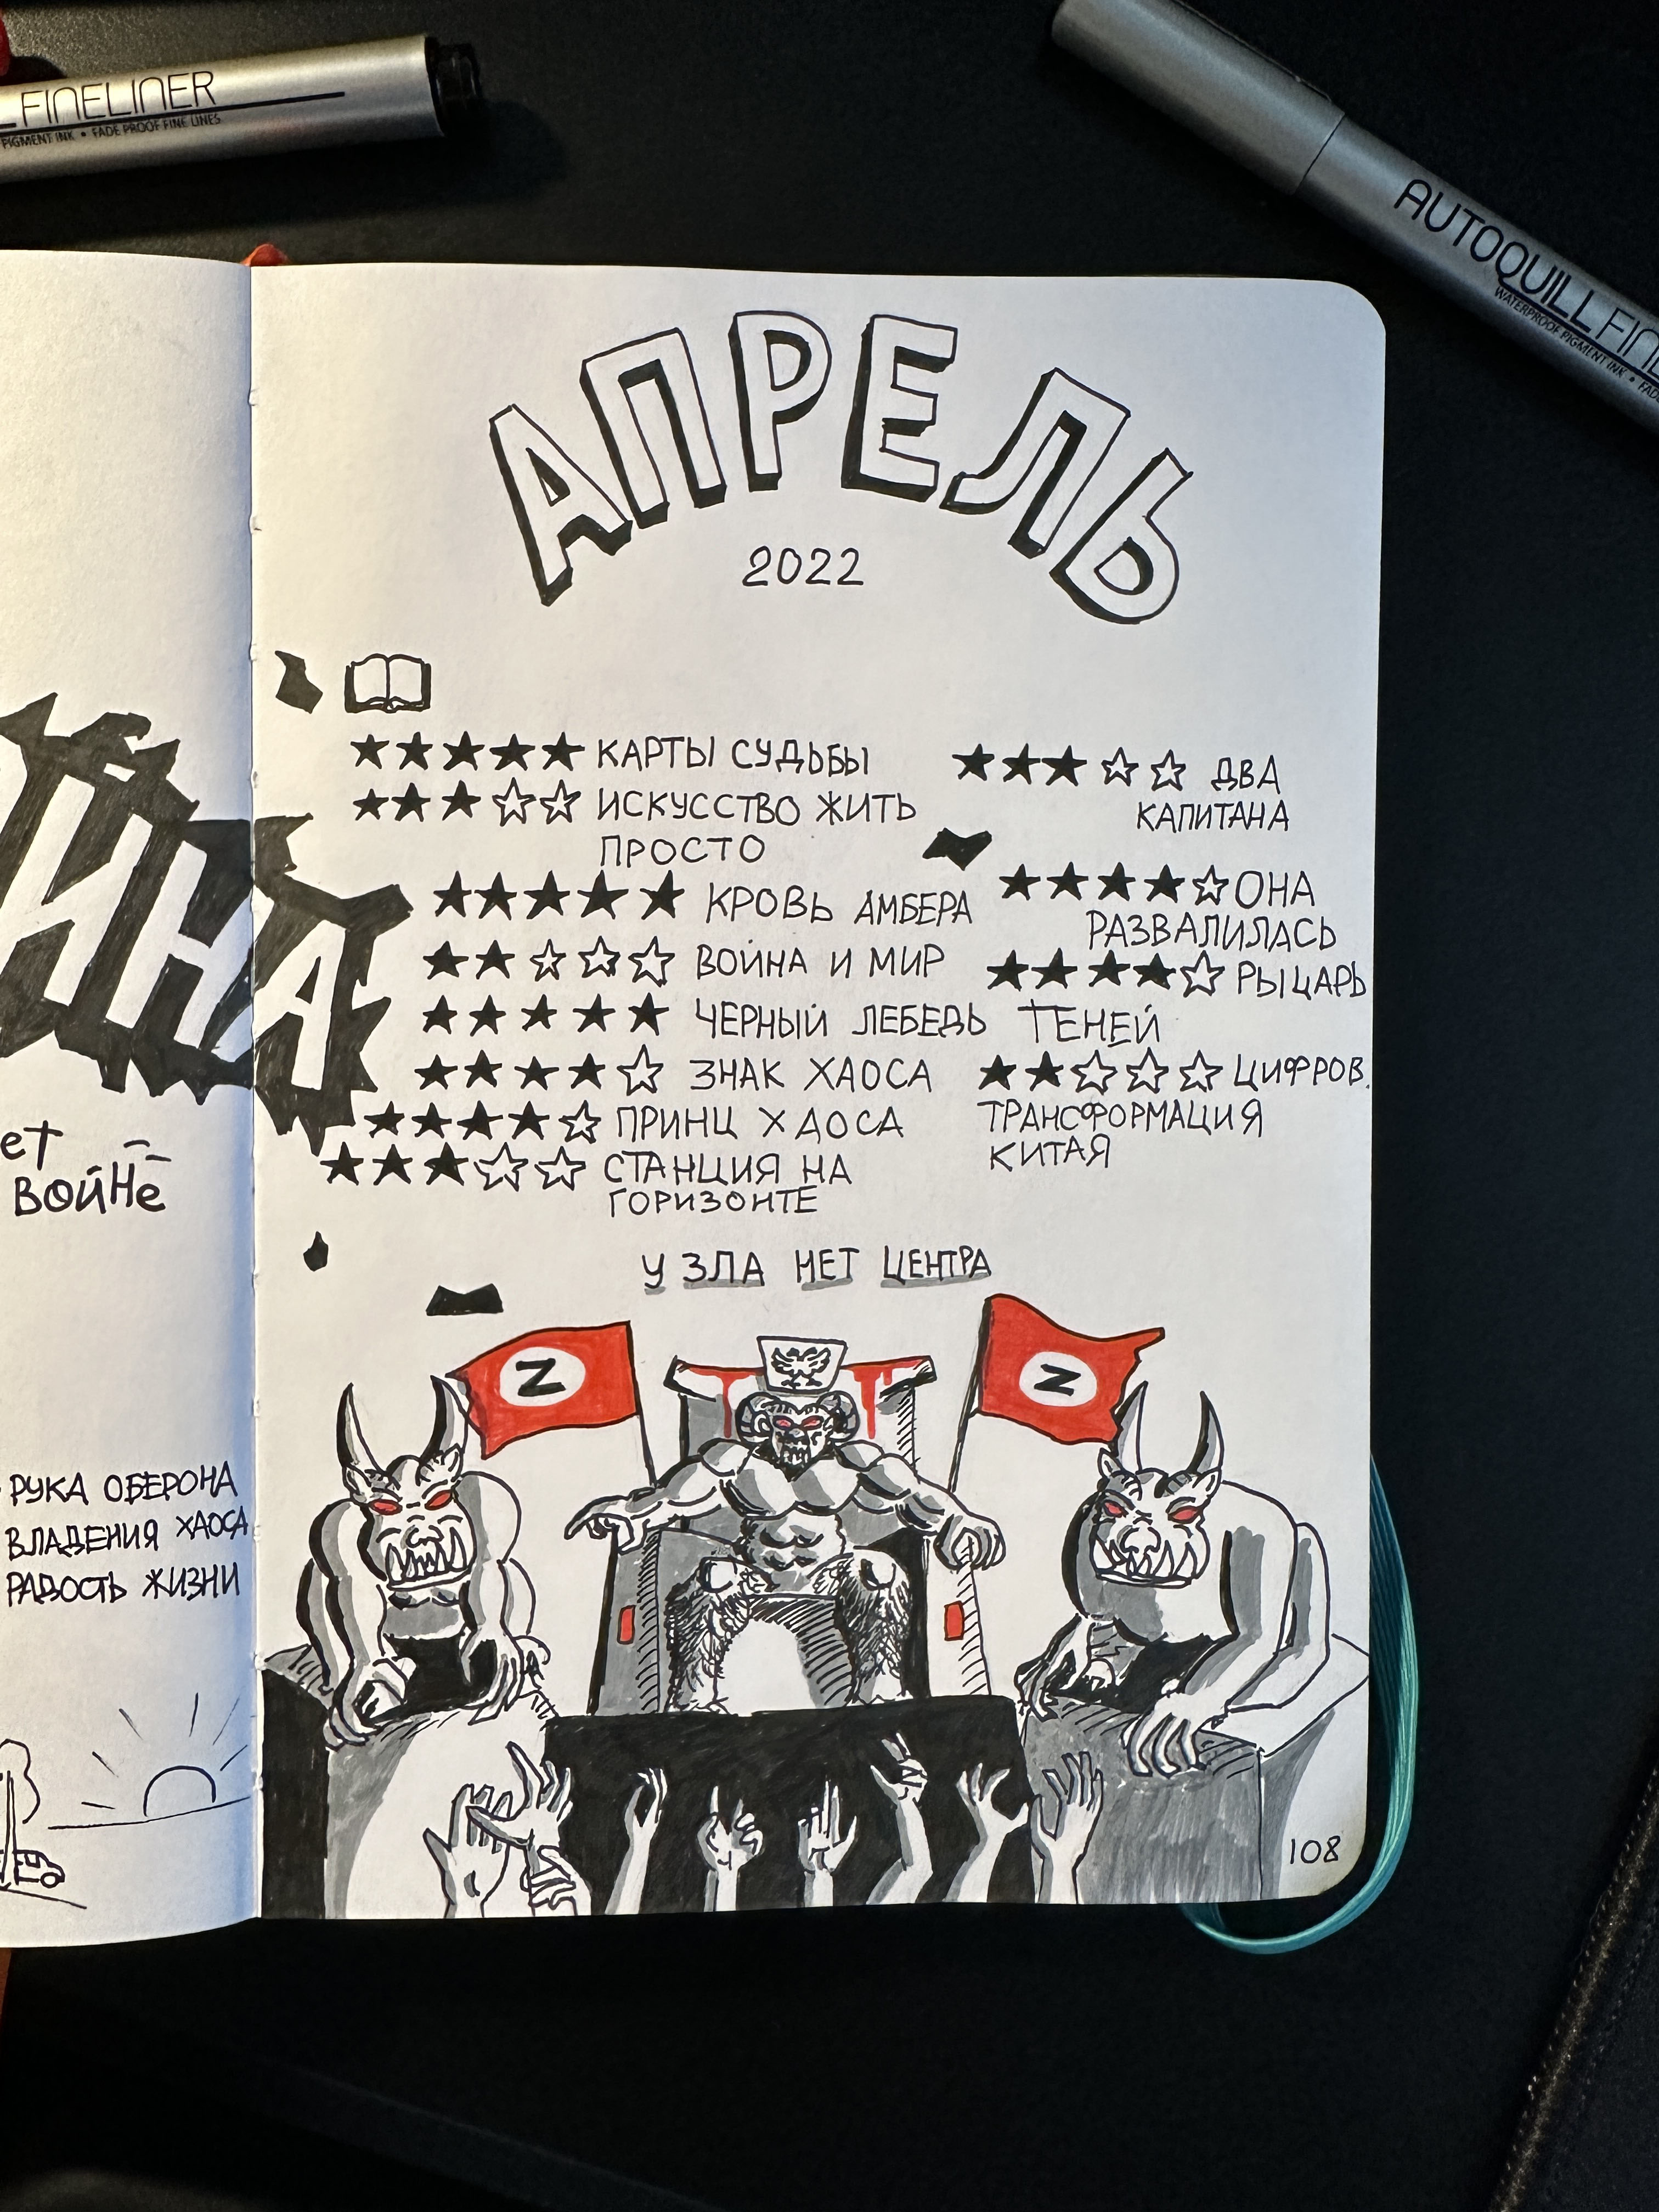 FINELINER
PIGMENT INK • FADE PROOF FINE LINES
AUTOQUILL FIN
WATERPROOF PIGMENT INK • FADE
ЙНА
ет
войне
РУКА ОБЕРОНА
ВЛАДЕНИЯ ХАОСА
РАДОСТЬ ЖИЗНИ
АПРЕЛЬ
2022
★★★★★ КАРТЫ СУДЬБЫ
★★★☆☆ ИСКУССТВО ЖИТЬ
ПРОСТО
★★★★★ КРОВЬ АМБЕРА
★★☆☆☆ ВОЙНА И МИР
★★★★★ ЧЕРНЫЙ ЛЕБЕДЬ
★★★★☆ ЗНАК ХАОСА
★★★★☆ ПРИНЦ ХАОСА
★★★☆☆ СТАНЦИЯ НА
ГОРИЗОНТЕ
★★★☆☆ ДВА
КАПИТАНА
★★★★☆ ОНА
РАЗВАЛИЛАСЬ
★★★★☆ РЫЦАРЬ
ТЕНЕЙ
★★☆☆☆ ЦИФРОВ.
ТРАНСФОРМАЦИЯ
КИТАЯ
У ЗЛА НЕТ ЦЕНТРА
Z
Z
108